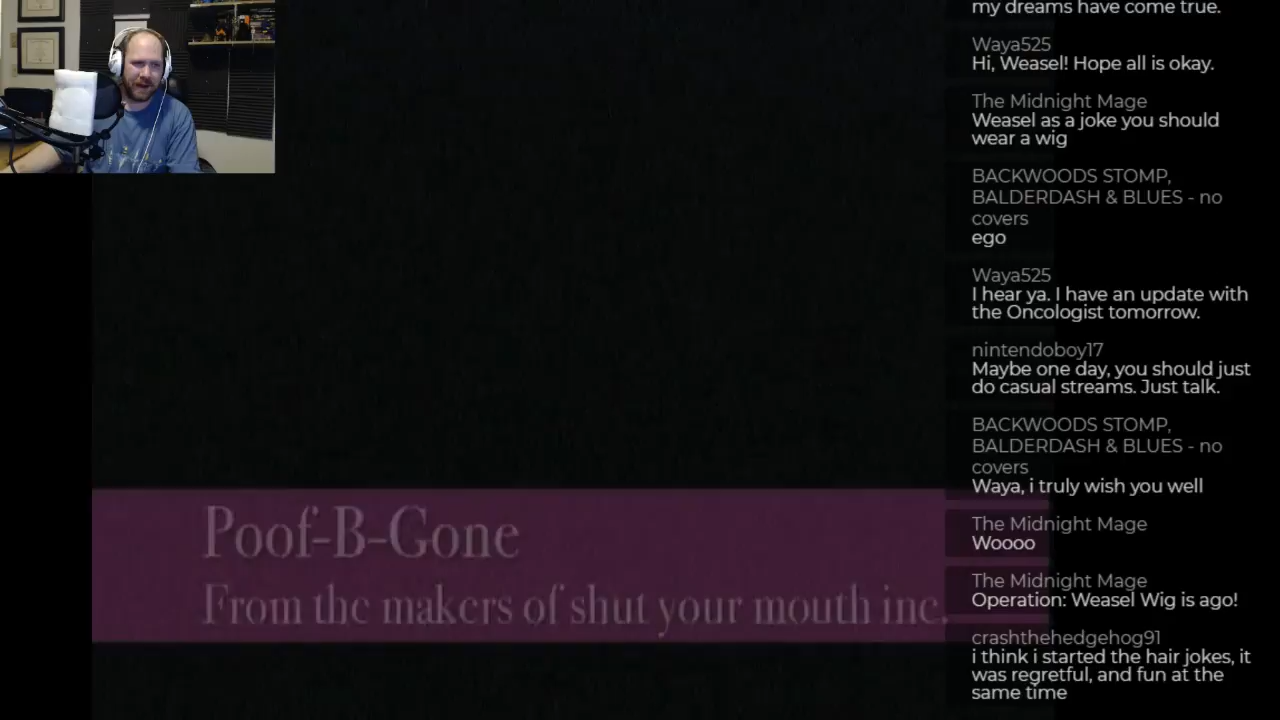 my dreams have come true.
Waya525
Hi, Weasel! Hope all is okay.
The Midnight Mage
Weasel as a joke you should
wear a wig
BACKWOODS STOMP,
BALDERDASH & BLUES - no
covers
ego
Waya525
I hear ya. I have an update with
the Oncologist tomorrow.
nintendoboy17
Maybe one day, you should just
do casual streams. Just talk.
BACKWOODS STOMP,
BALDERDASH & BLUES - no
covers
Waya, i truly wish you well
The Midnight Mage
Woooo
The Midnight Mage
Operation: Weasel Wig is ago!
crashthehedgehog91
i think i started the hair jokes, it
was regretful, and fun at the
same time
Poof-B-Gone
From the makers of shut your mouth inc.